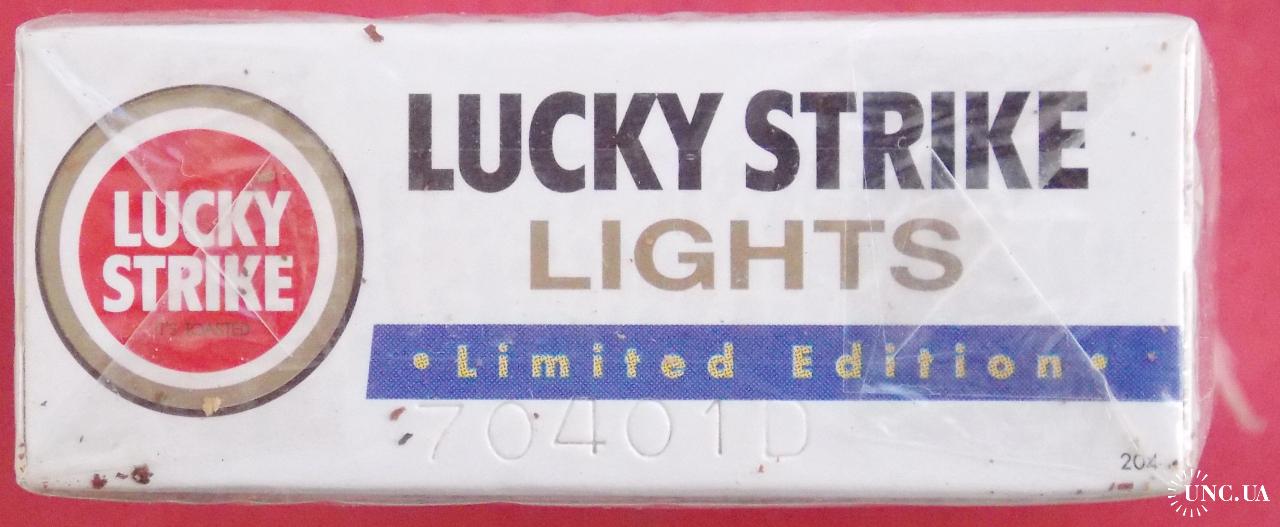 LUCKY
STRIKE
IT'S TOASTED
LUCKY STRIKE
LIGHTS
•Limited Edition•
70401D
204
UNC.UA